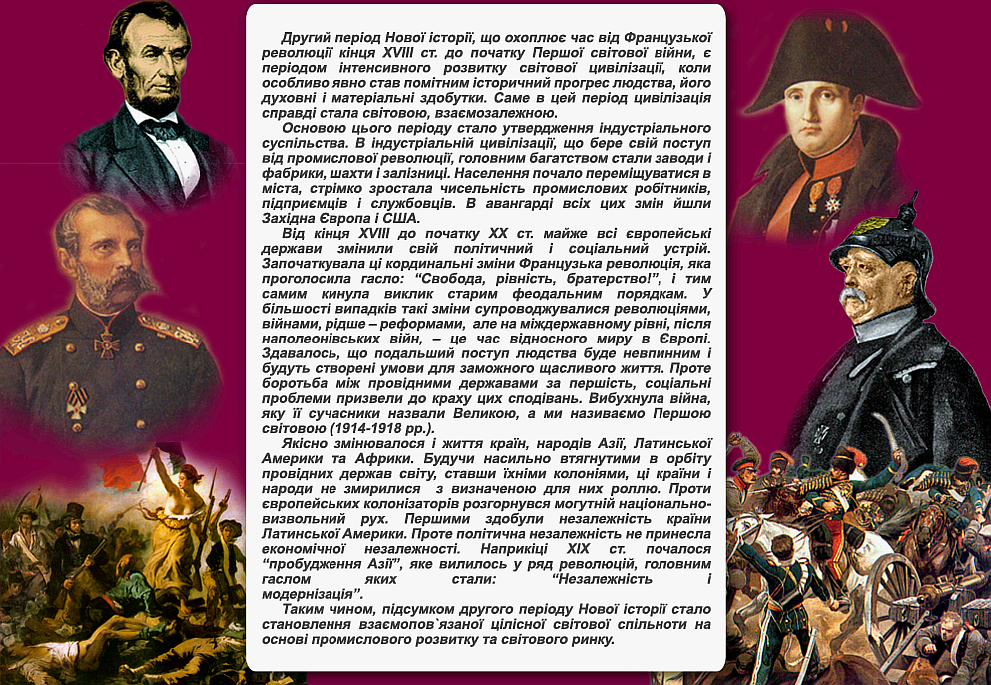 Другий період Нової історії, що охоплює час від Французької
революції кінця XVIII ст. до початку Першої світової війни, є
періодом інтенсивного розвитку світової цивілізації, коли
особливо явно став помітним історичний прогрес людства, його
духовні і матеріальні здобутки. Саме в цей період цивілізація
справді стала світовою, взаємозалежною.
Основою цього періоду стало утвердження індустріального
суспільства. В індустріальній цивілізації, що бере свій поступ
від промислової революції, головним багатством стали заводи і
фабрики, шахти і залізниці. Населення почало переміщуватися в
міста, стрімко зростала чисельність промислових робітників,
підприємців і службовців. В авангарді всіх цих змін йшли
Західна Європа і США.
Від кінця XVIII до початку XX ст. майже всі європейські
держави змінили свій політичний і соціальний устрій.
Започаткувала ці кординальні зміни Французька революція, яка
проголосила гасло: “Свобода, рівність, братерство!”, і тим
самим кинула виклик старим феодальним порядкам. У
більшості випадків такі зміни супроводжувалися революціями,
війнами, рідше – реформами, але на міждержавному рівні, після
наполеонівських війн, – це час відносного миру в Європі.
Здавалось, що подальший поступ людства буде невпинним і
будуть створені умови для заможного щасливого життя. Проте
боротьба між провідними державами за першість, соціальні
проблеми призвели до краху цих сподівань. Вибухнула війна,
яку її сучасники назвали Великою, а ми називаємо Першою
світовою (1914-1918 рр.).
Якісно змінювалося і життя країн, народів Азії, Латинської
Америки та Африки. Будучи насильно втягнутими в орбіту
провідних держав світу, ставши їхніми колоніями, ці країни і
народи не змирилися з визначеною для них роллю. Проти
європейських колонізаторів розгорнувся могутній національно-
визвольний рух. Першими здобули незалежність країни
Латинської Америки. Проте політична незалежність не принесла
економічної незалежності. Наприкіці XIX ст. почалося
“пробудження Азії”, яке вилилось у ряд революцій, головним
гаслом яких стали: “Незалежність і
модернізація”.
Таким чином, підсумком другого періоду Нової історії стало
становлення взаємопов`язаної цілісної світової спільноти на
основі промислового розвитку та світового ринку.